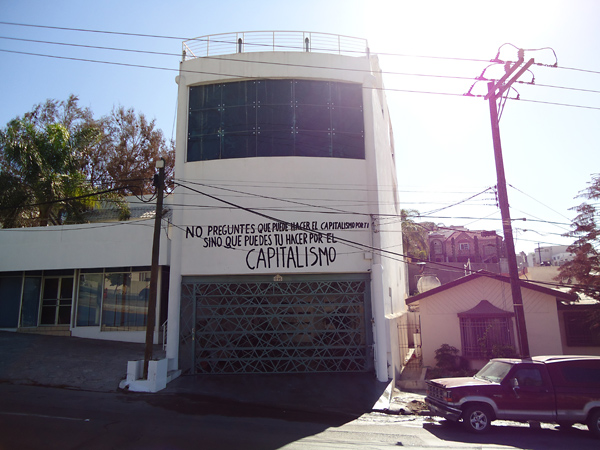 NO PREGUNTES QUE PUEDE HACER EL CAPITALISMO POR TI
SINO QUE PUEDES TU HACER POR EL
CAPITALISMO